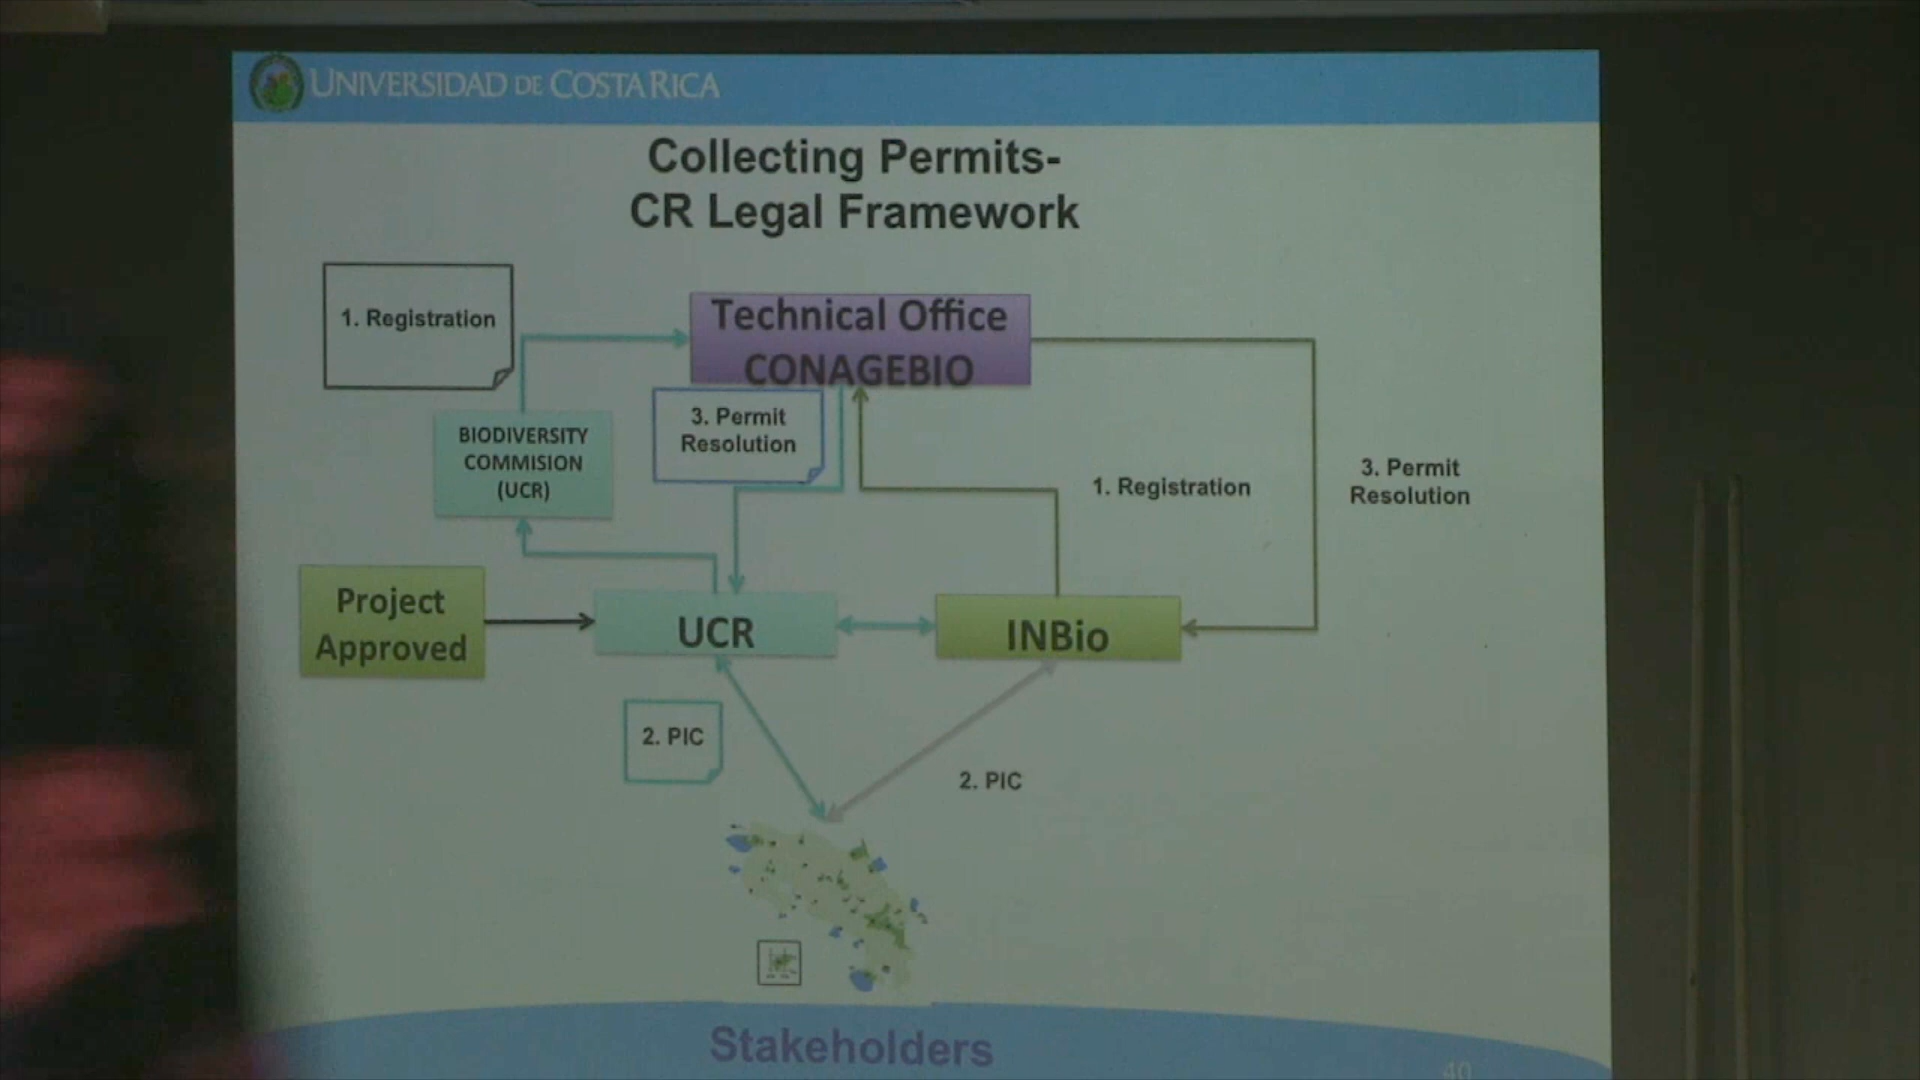 UNIVERSIDAD DE COSTA RICA
Collecting Permits-
CR Legal Framework
1. Registration
Technical Office
CONAGEBIO
3. Permit
Resolution
BIODIVERSITY
COMMISION
(UCR)
1. Registration
3. Permit
Resolution
Project
Approved
UCR
INBio
2. PIC
2. PIC
Stakeholders
40